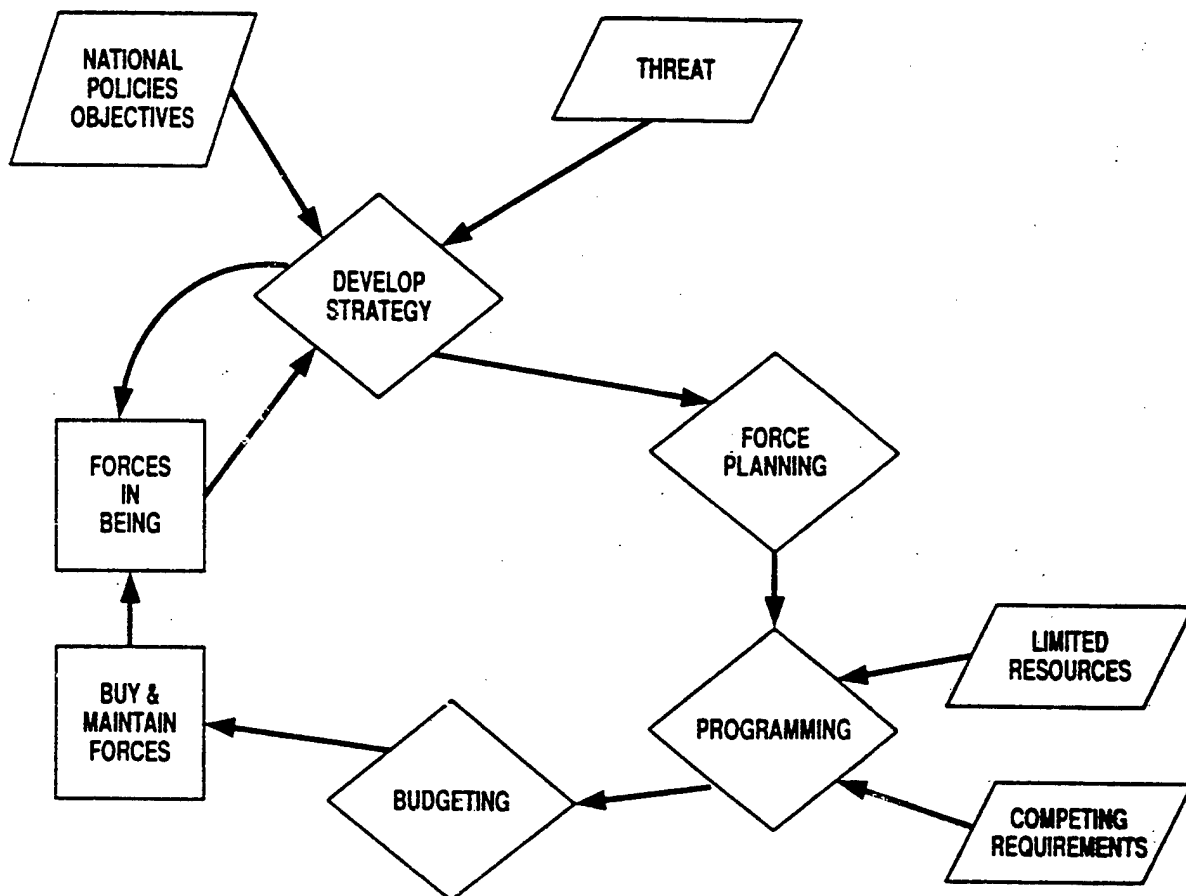 NATIONAL
POLICIES
OBJECTIVES
THREAT
DEVELOP
STRATEGY
FORCES
IN
BEING
FORCE
PLANNING
LIMITED
RESOURCES
BUY &
MAINTAIN
FORCES
PROGRAMMING
BUDGETING
COMPETING
REQUIREMENTS